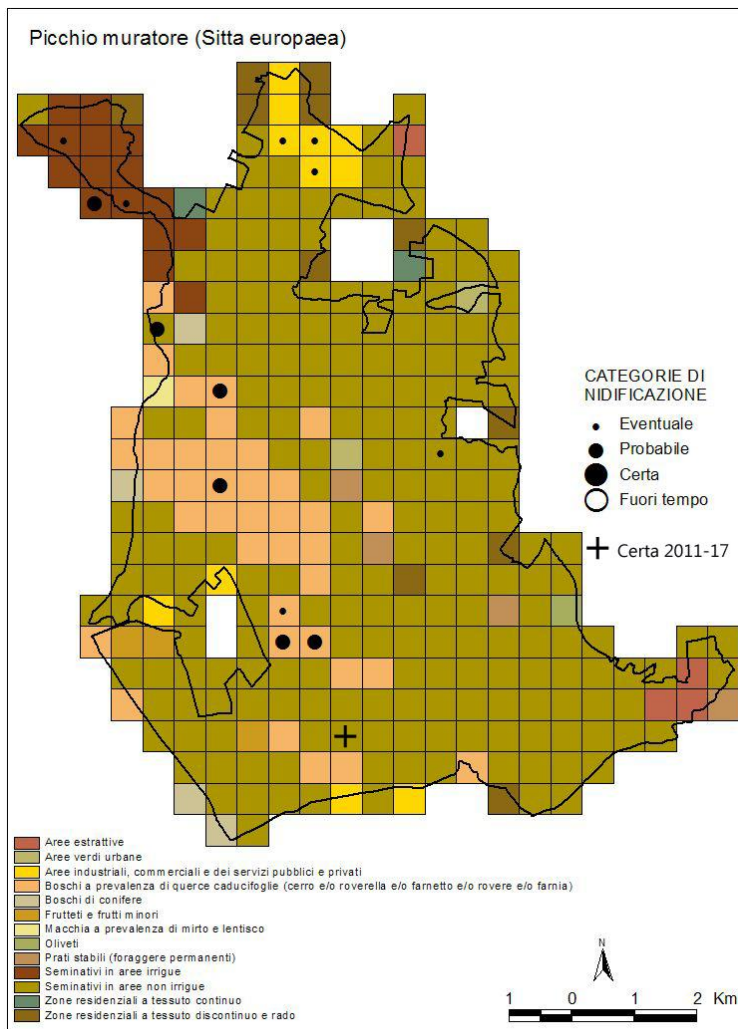 Picchio muratore (Sitta europaea)
CATEGORIE DI
NIDIFICAZIONE
Eventuale
Probabile
Certa
Fuori tempo
Certa 2011-17
Aree estrattive
Aree verdi urbane
Aree industriali, commerciali e dei servizi pubblici e privati
Boschi a prevalenza di querce caducifoglie (cerro e/o roverella e/o farnetto e/o rovere e/o farnia)
Boschi di conifere
Frutteti e frutti minori
Macchia a prevalenza di mirto e lentisco
Oliveti
Prati stabili (foraggere permanenti)
Seminativi in aree irrigue
Seminativi in aree non irrigue
Zone residenziali a tessuto continuo
Zone residenziali a tessuto discontinuo e rado
N
1 0 1 2 Km